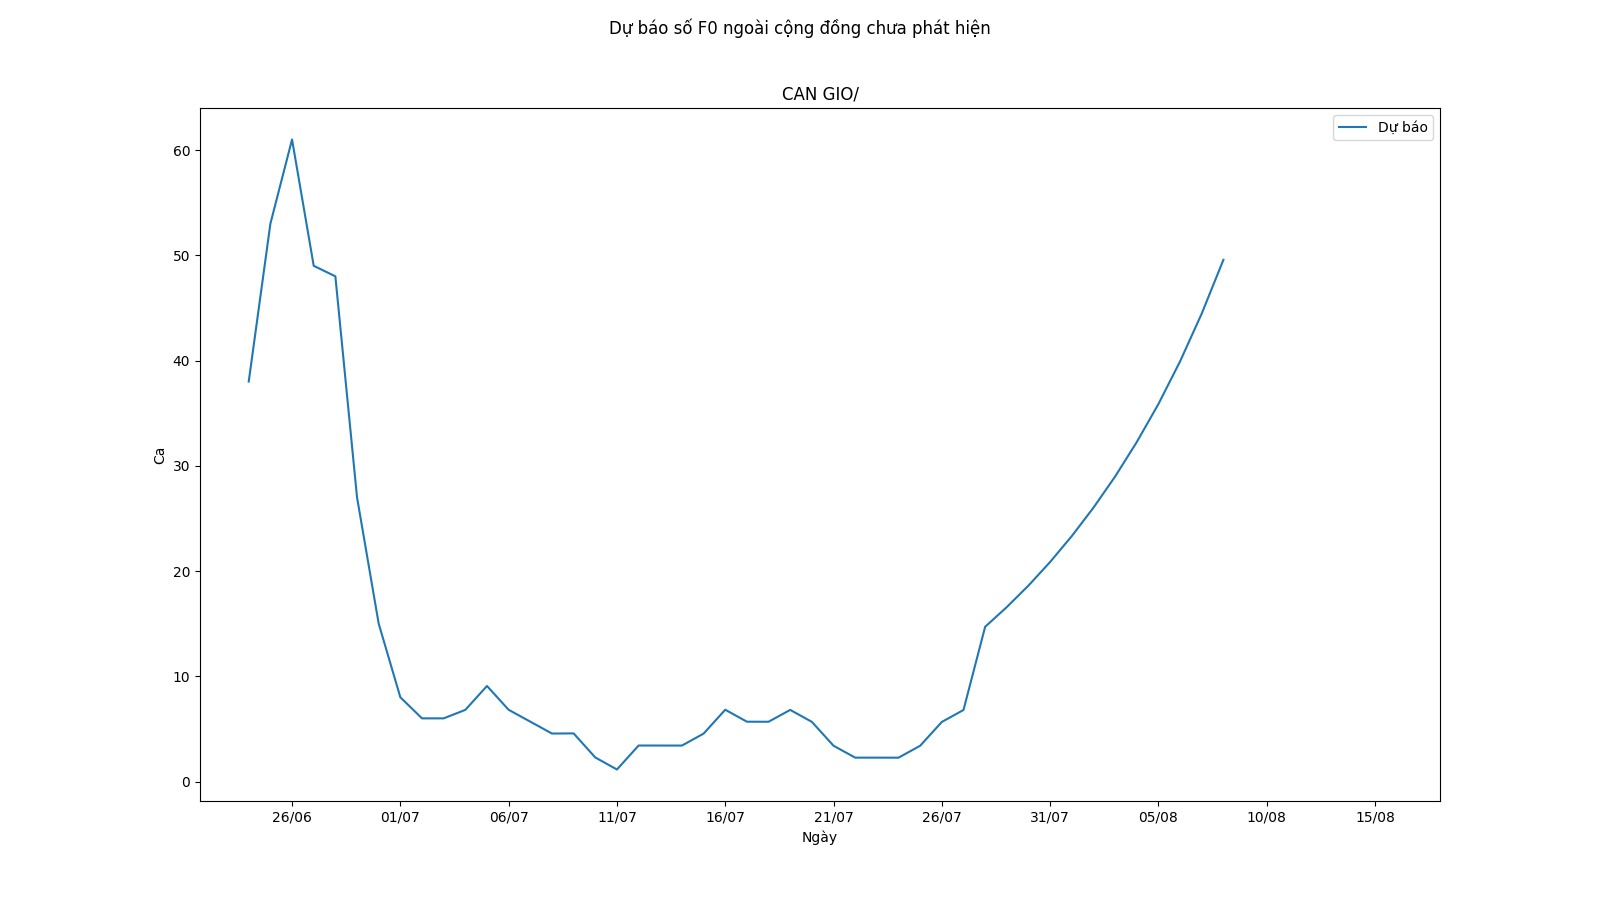 Dự báo số F0 ngoài cộng đồng chưa phát hiện
CAN GIO/
Dự báo
60
50
40
30
20
10
0
Ca
26/06 01/07 06/07 11/07 16/07 21/07 26/07 31/07 05/08 10/08 15/08
Ngày